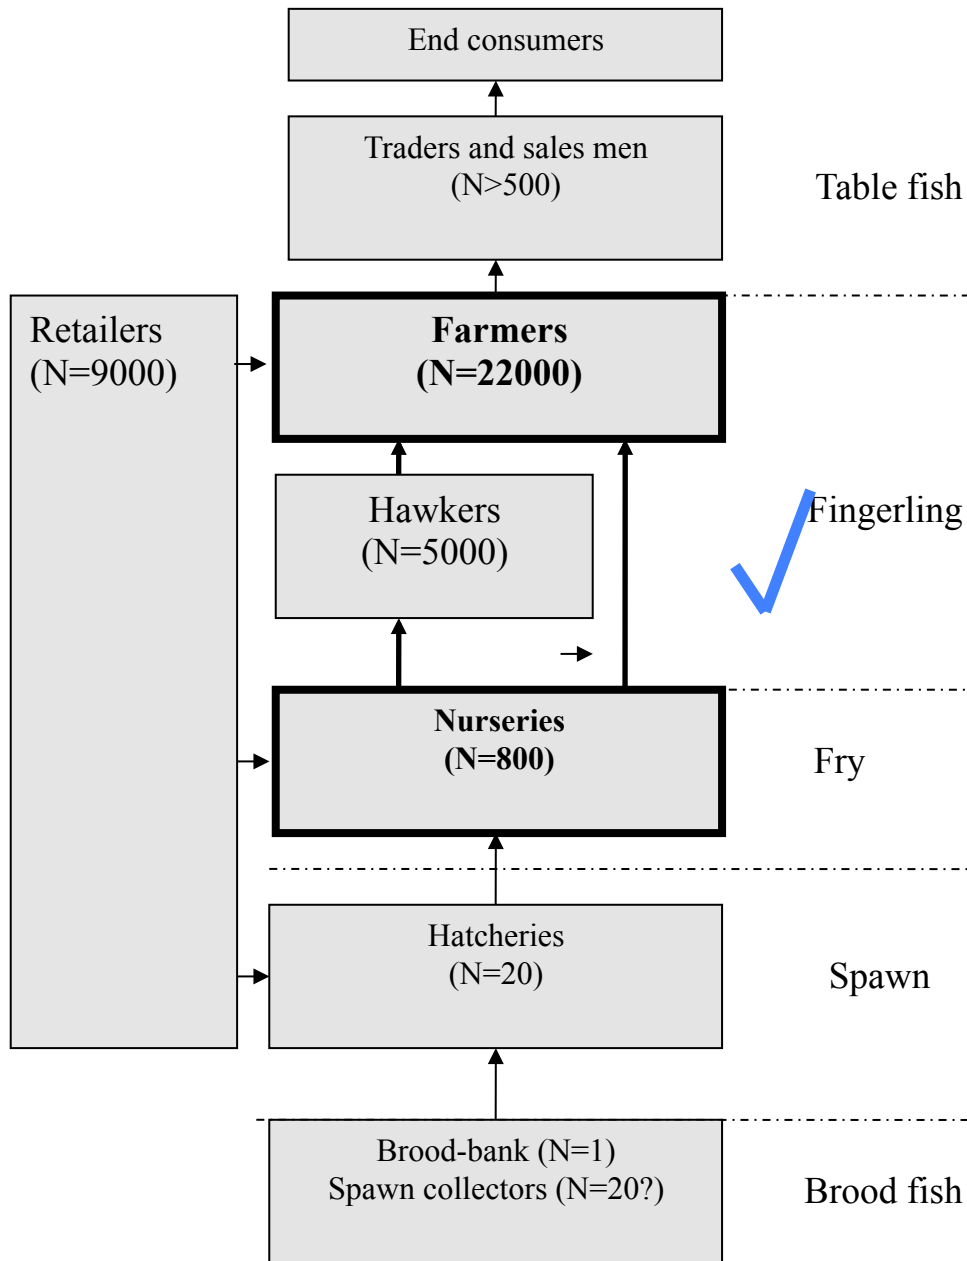 End consumers
Traders and sales men
(N>500)
Table fish
Retailers
(N=9000)
Farmers
(N=22000)
Hawkers
(N=5000)
Fingerling
Nurseries
(N=800)
Fry
Hatcheries
(N=20)
Spawn
Brood-bank (N=1)
Spawn collectors (N=20?)
Brood fish